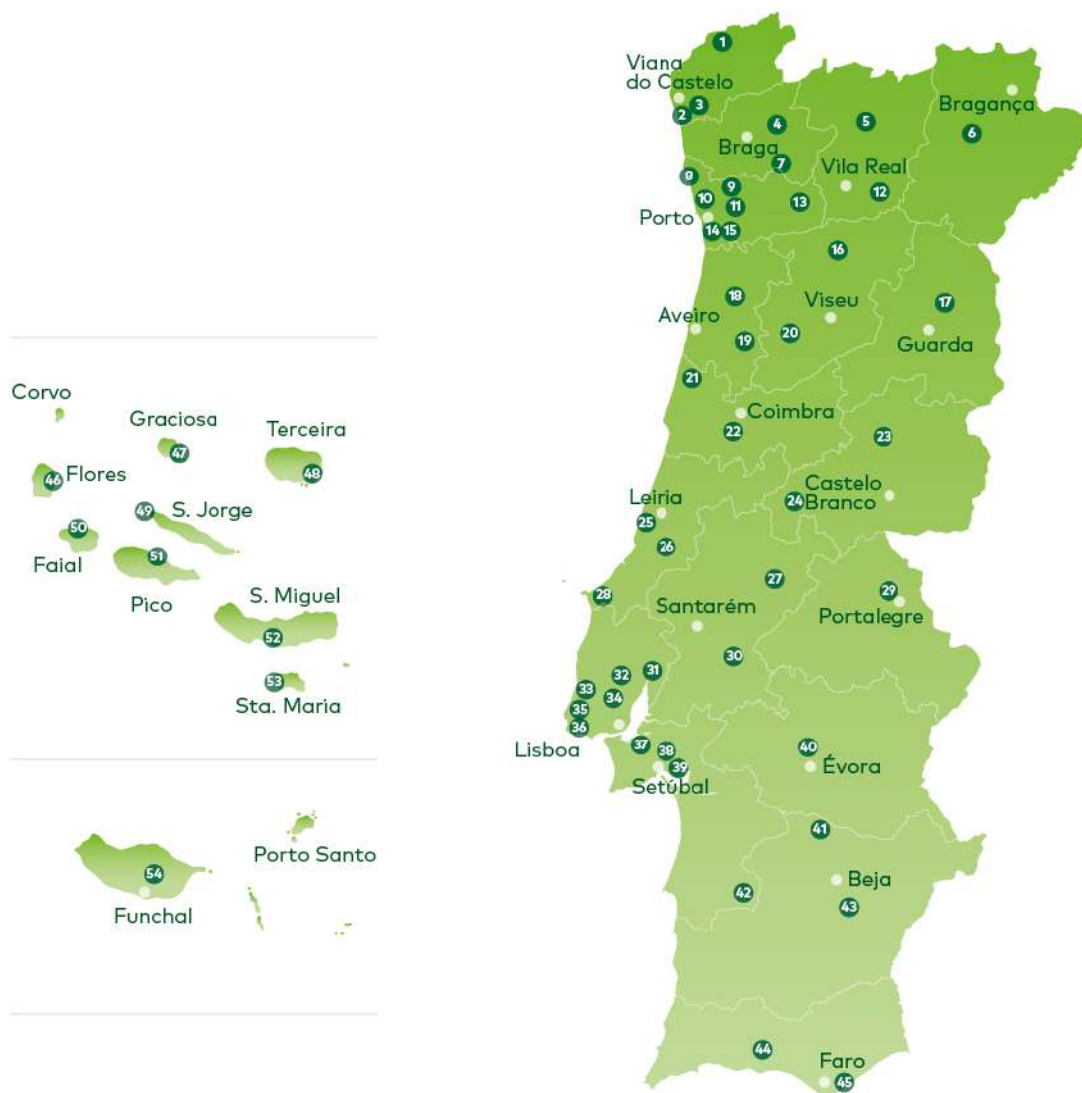 1
Viana
do Castelo
3
2
4
5
Bragança
6
Braga
7
Vila Real
9
9
10
11
13
12
Porto
14
15
16
18
17
Aveiro
Viseu
19
20
Guarda
21
Coimbra
22
23
Leiria
24
Castelo
Branco
25
26
27
28
29
Santarém
Portalegre
30
31
32
33
34
35
36
Lisboa
37
38
39
Setúbal
40
Évora
41
42
Beja
43
44
Faro
45
Corvo
Graciosa
Terceira
47
48
46
Flores
49
S. Jorge
50
Faial
51
Pico
S. Miguel
52
53
Sta. Maria
Porto Santo
54
Funchal